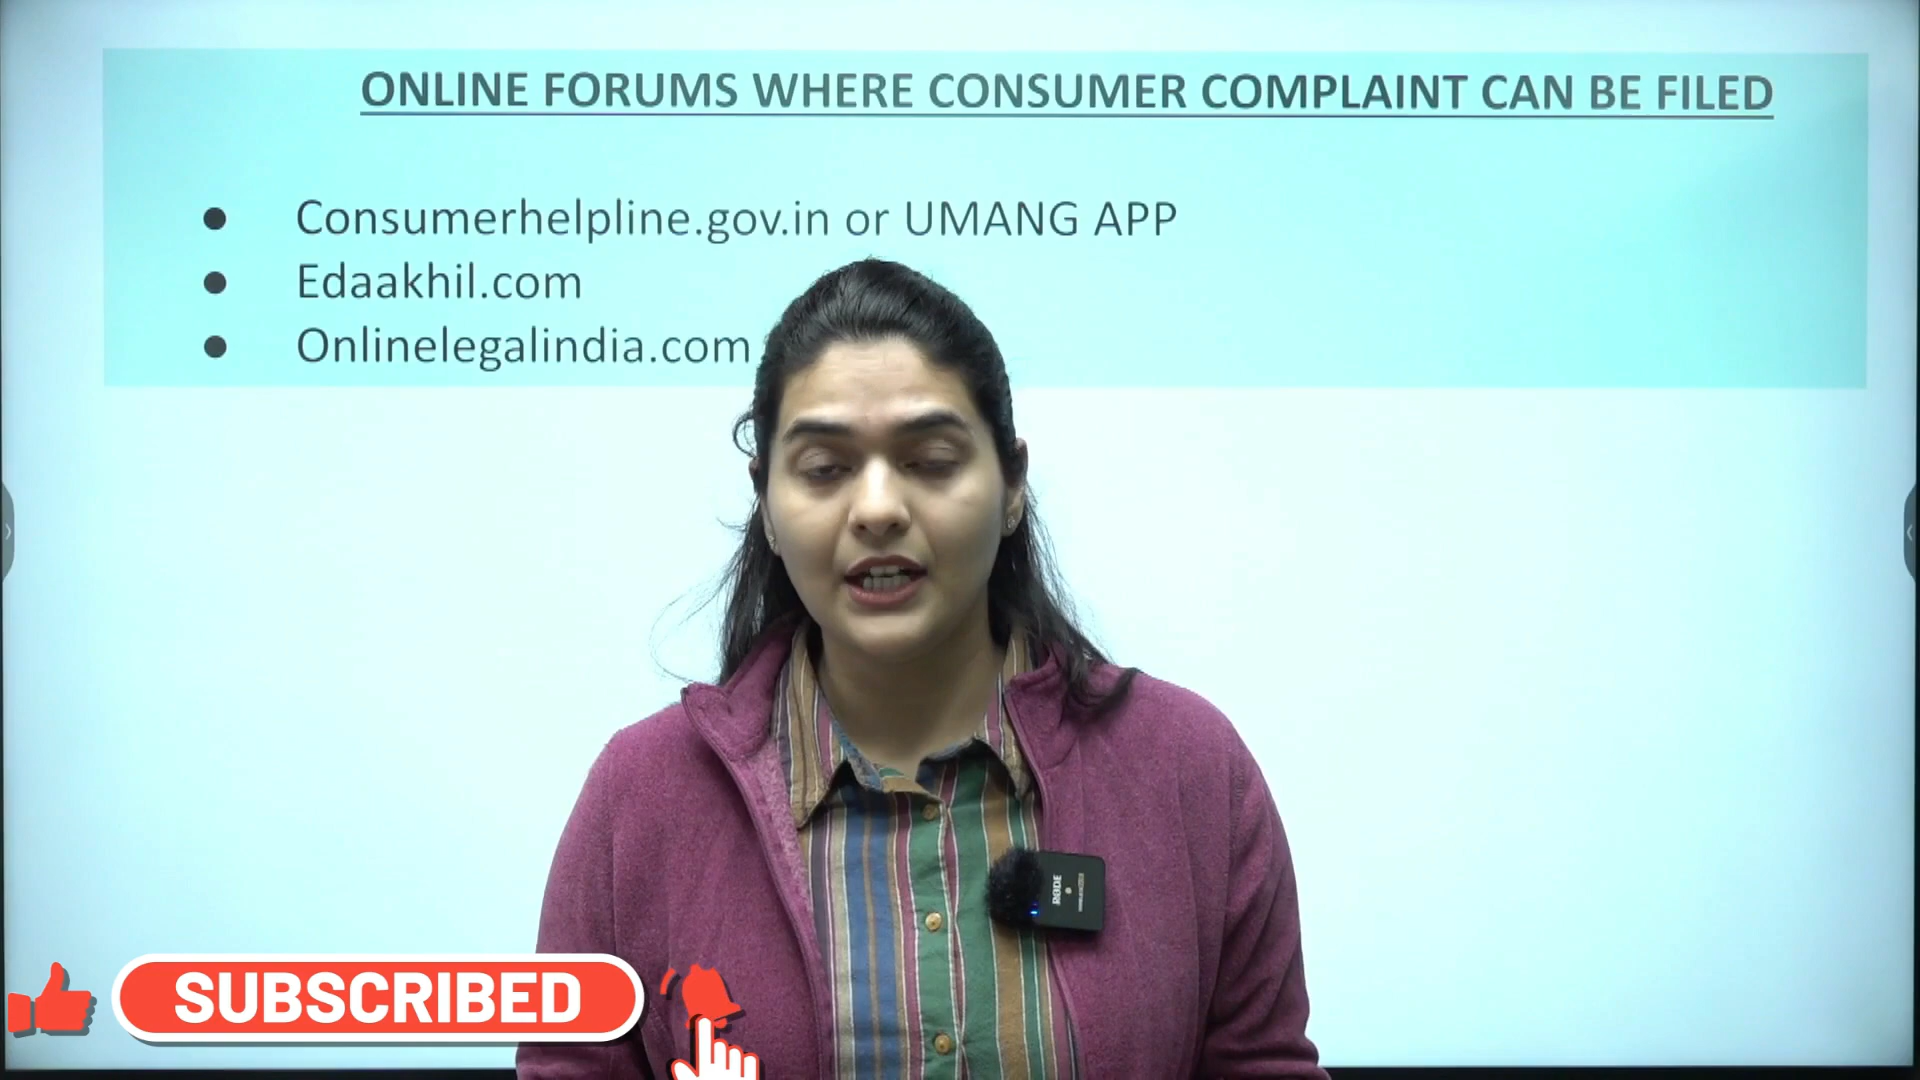 ONLINE FORUMS WHERE CONSUMER COMPLAINT CAN BE FILED
● Consumerhelpline.gov.in or UMANG APP
● Edaakhil.com
● Onlinelegalindia.com
RØDE
SUBSCRIBED